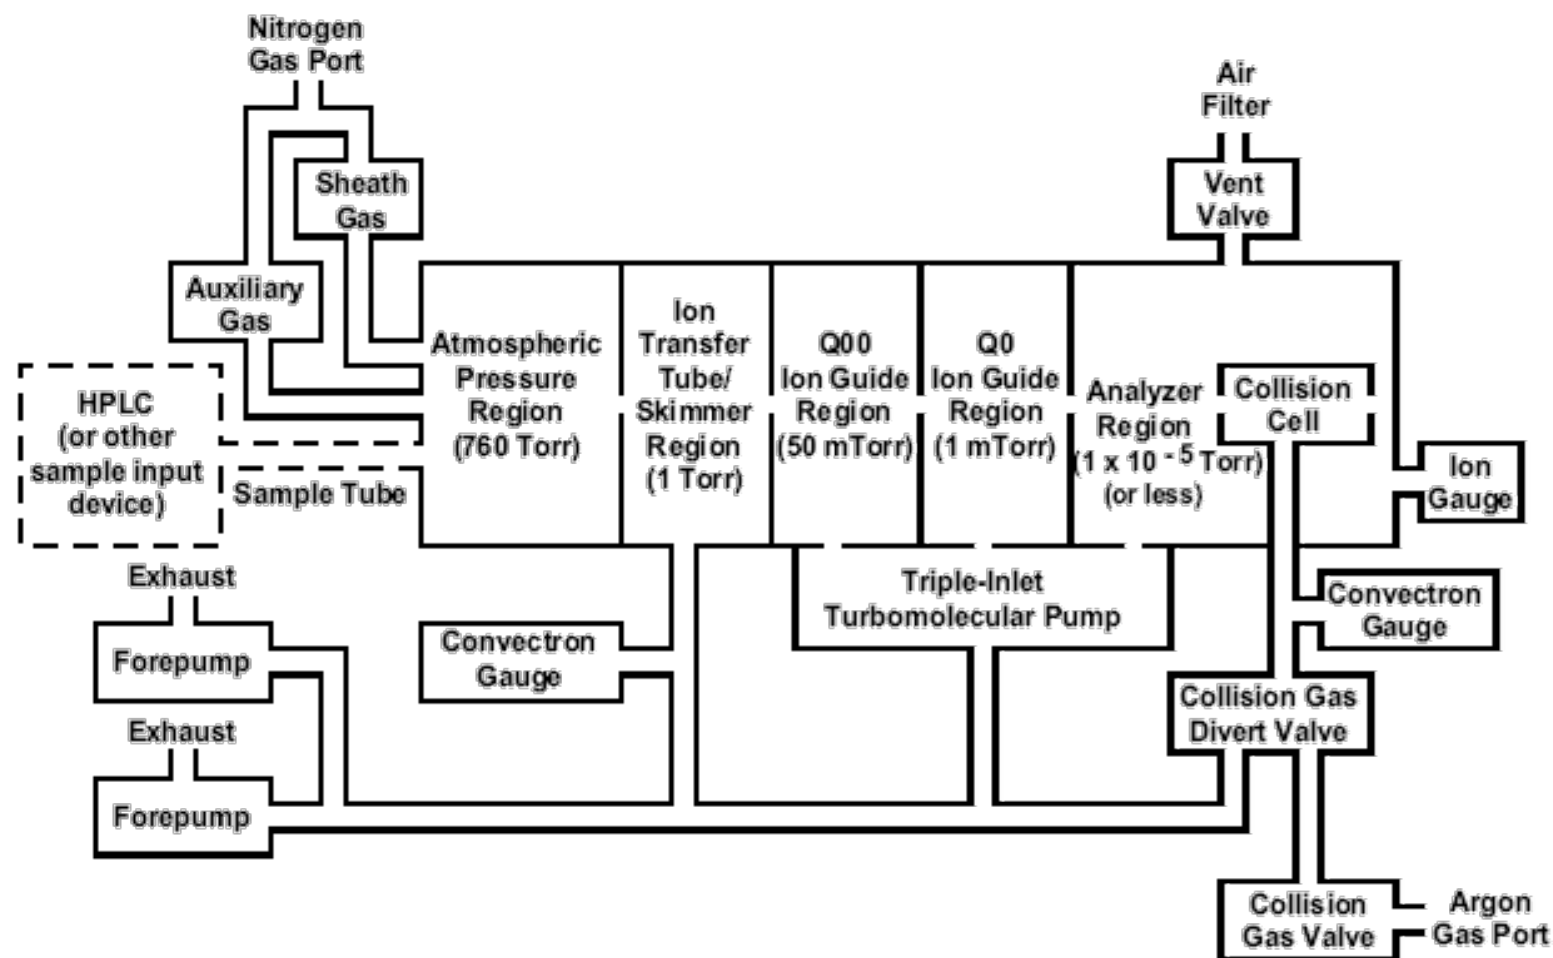 Nitrogen
Gas Port
Air
Filter
Sheath
Gas
Vent
Valve
Auxiliary
Gas
Atmospheric
Pressure
Region
(760 Torr)
Ion
Transfer
Tube/
Skimmer
Region
(1 Torr)
Q00
Ion Guide
Region
(50 mTorr)
Q0
Ion Guide
Region
(1 mTorr)
Analyzer
Region
(1 x 10 - 5 Torr)
(or less)
Collision
Cell
HPLC
(or other
sample input
device)
Sample Tube
Ion
Gauge
Exhaust
Forepump
Convectron
Gauge
Triple-Inlet
Turbomolecular Pump
Convectron
Gauge
Collision Gas
Divert Valve
Exhaust
Forepump
Collision
Gas Valve
Argon
Gas Port